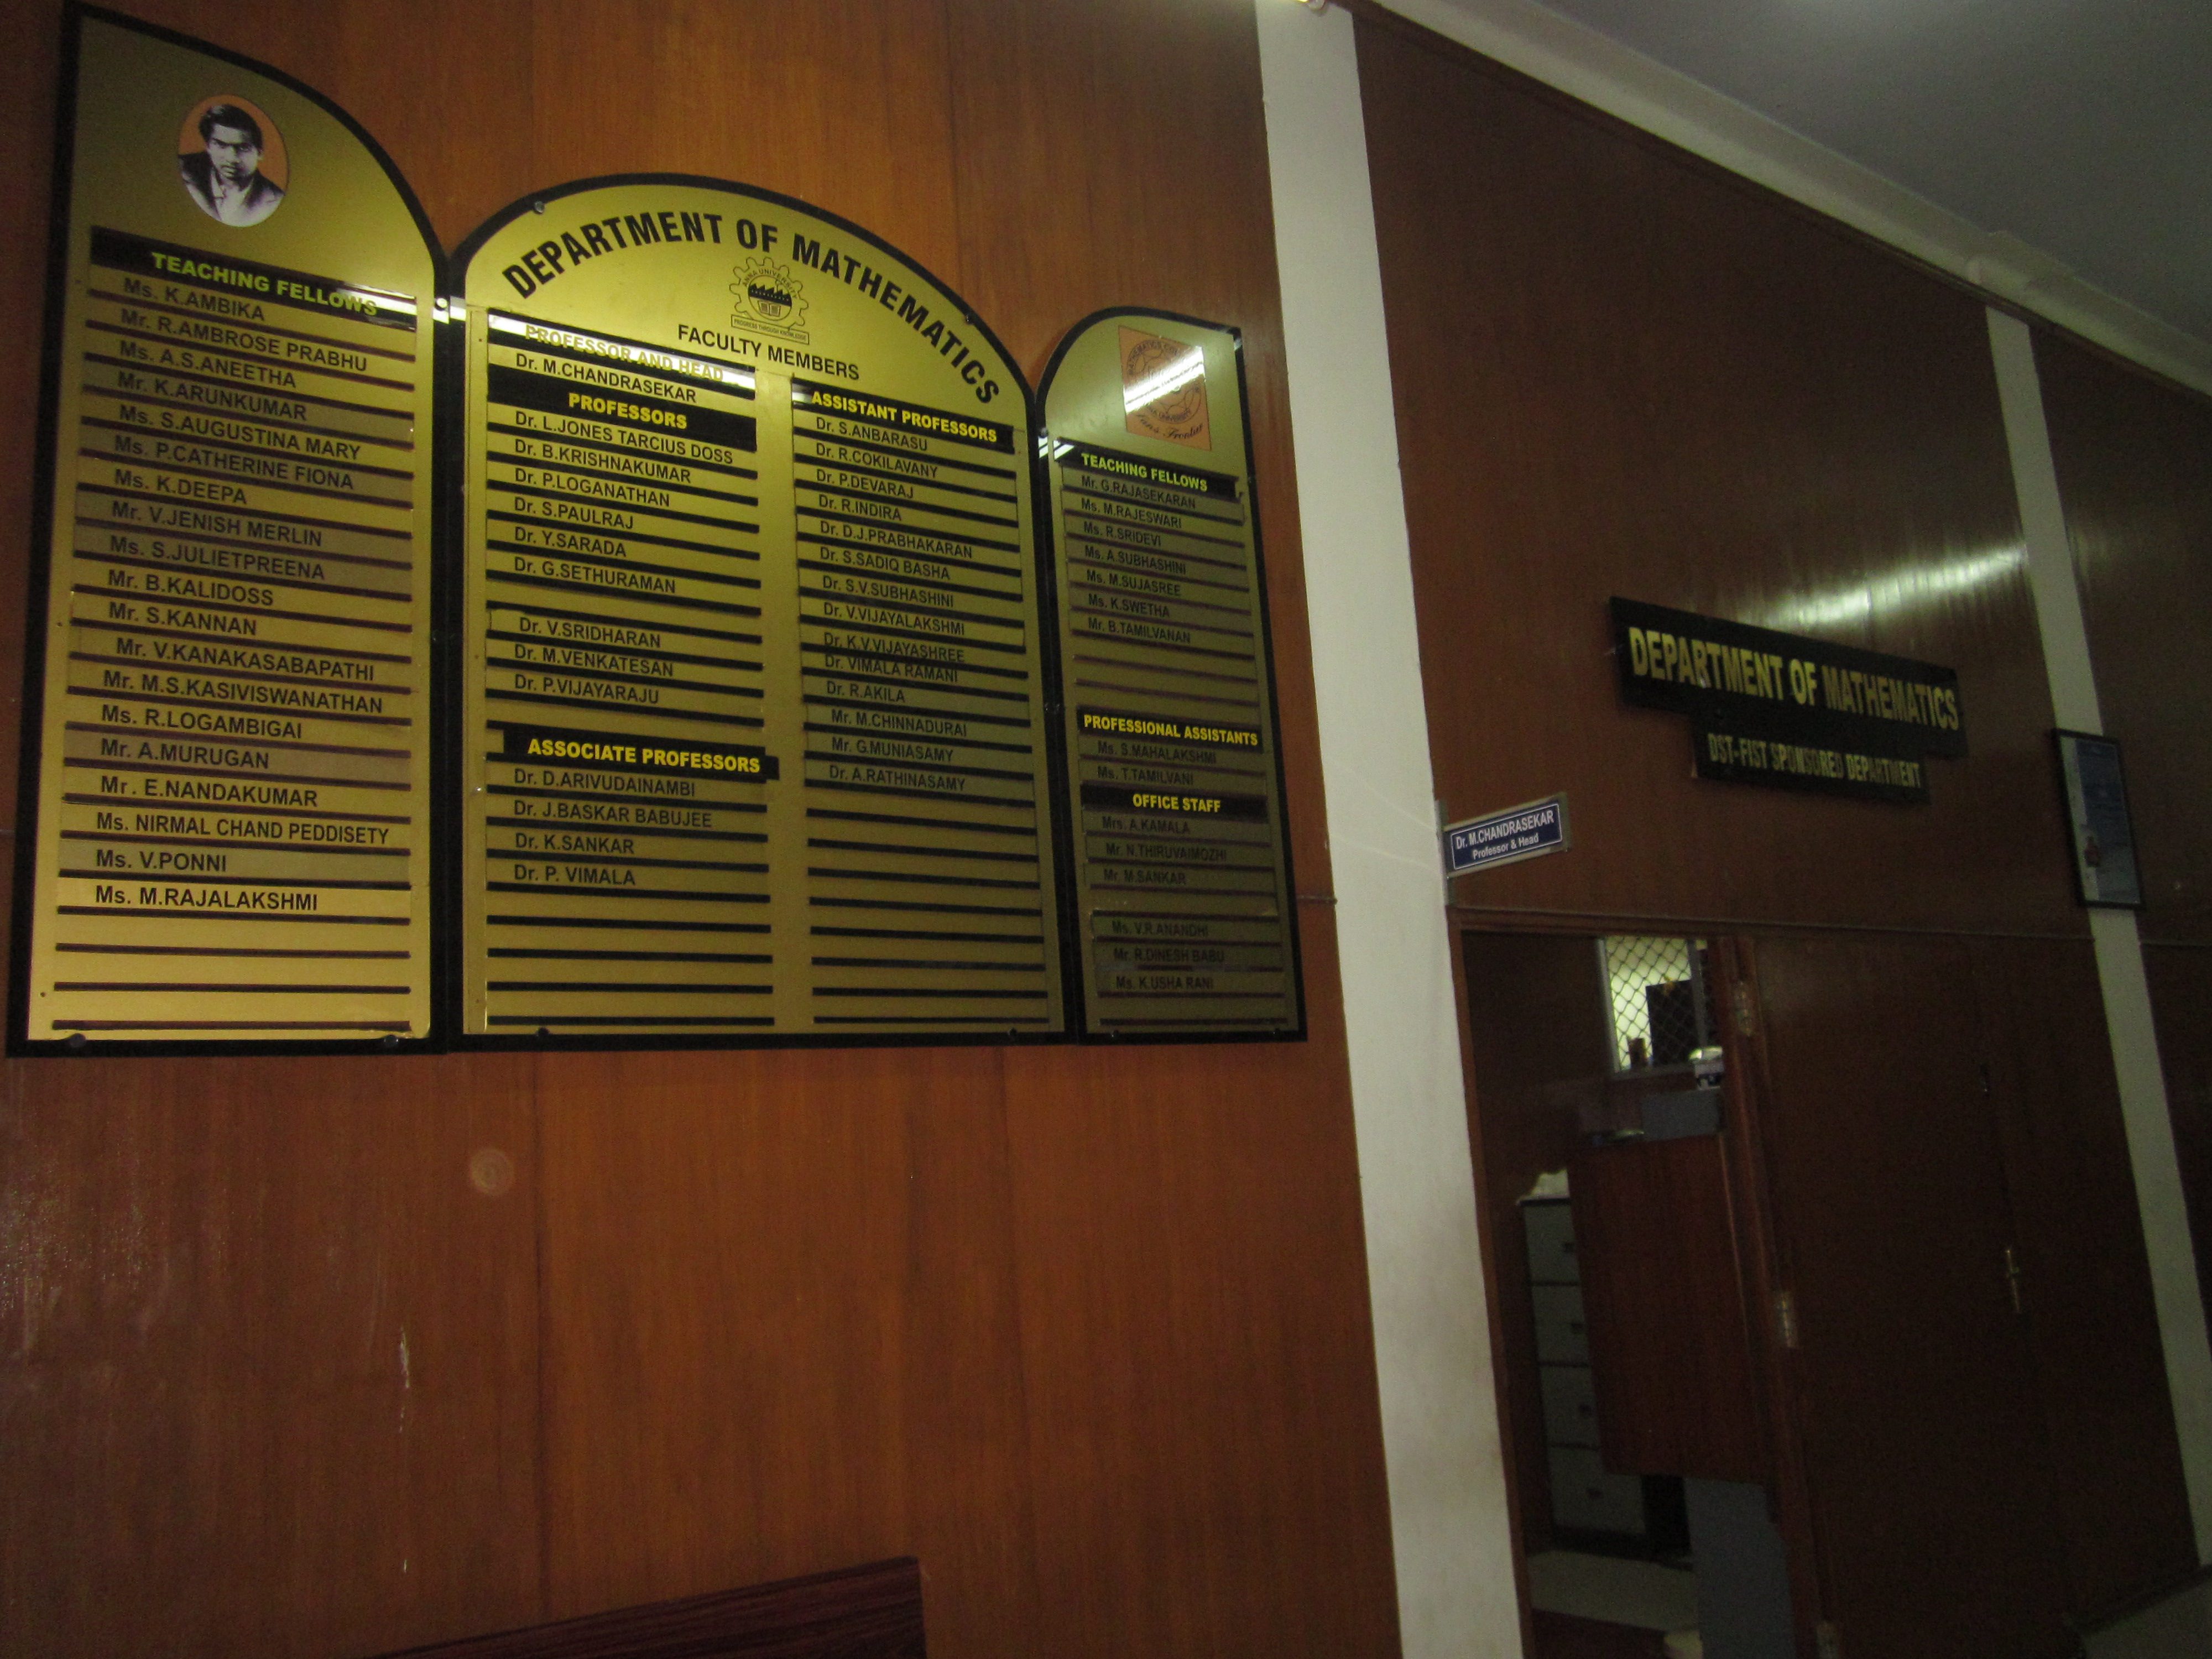 TEACHING FELLOWS
Ms. K.AMBIKA
Mr. R.AMBROSE PRABHU
Ms. A.S.ANEETHA
Mr. K.ARUNKUMAR
Ms. S.AUGUSTINA MARY
Ms. P.CATHERINE FIONA
Ms. K.DEEPA
Mr. V.JENISH MERLIN
Ms. S.JULIETPREENA
Mr. B.KALIDOSS
Mr. S.KANNAN
Mr. V.KANAKASABAPATHI
Mr. M.S.KASIVISWANATHAN
Ms. R.LOGAMBIGAI
Mr. A.MURUGAN
Mr. E.NANDAKUMAR
Ms. NIRMAL CHAND PEDDISETY
Ms. V.PONNI
Ms. M.RAJALAKSHMI
DEPARTMENT OF MATHEMATICS
ANNA UNIVERSITY
PROGRESS THROUGH KNOWLEDGE
FACULTY MEMBERS
PROFESSOR AND HEAD
Dr. M.CHANDRASEKAR
PROFESSORS
Dr. L.JONES TARCIUS DOSS
Dr. B.KRISHNAKUMAR
Dr. P.LOGANATHAN
Dr. S.PAULRAJ
Dr. Y.SARADA
Dr. G.SETHURAMAN
Dr. V.SRIDHARAN
Dr. M.VENKATESAN
Dr. P.VIJAYARAJU
ASSOCIATE PROFESSORS
Dr. D.ARIVUDAINAMBI
Dr. J.BASKAR BABUJEE
Dr. K.SANKAR
Dr. P. VIMALA
ASSISTANT PROFESSORS
Dr. S.ANBARASU
Dr. R.COKILAVANY
Dr. P.DEVARAJ
Dr. R.INDIRA
Dr. D.J.PRABHAKARAN
Dr. S.SADIQ BASHA
Dr. S.V.SUBHASHINI
Dr. V.VIJAYALAKSHMI
Dr. K.V.VIJAYASHREE
Dr. VIMALA RAMANI
Dr. R.AKILA
Mr. M.CHINNADURAI
Mr. G.MUNIASAMY
Dr. A.RATHINASAMY
TEACHING FELLOWS
Mr. G.RAJASEKARAN
Ms. M.RAJESWARI
Ms. R.SRIDEVI
Ms. A.SUBHASHINI
Ms. M.SUJASREE
Ms. K.SWETHA
Mr. B.TAMILVANAN
PROFESSIONAL ASSISTANTS
Ms. S.MAHALAKSHMI
Ms. T.TAMILVANI
OFFICE STAFF
Mrs. A.KAMALA
Mr. N.THIRUVAIMOZHI
Mr. M.SANKAR
Ms. V.R.ANANDHI
Mr. R.DINESH BABU
Ms. K.USHA RANI
DEPARTMENT OF MATHEMATICS
DST-FIST SPONSORED DEPARTMENT
Dr. M.CHANDRASEKAR
Professor & Head